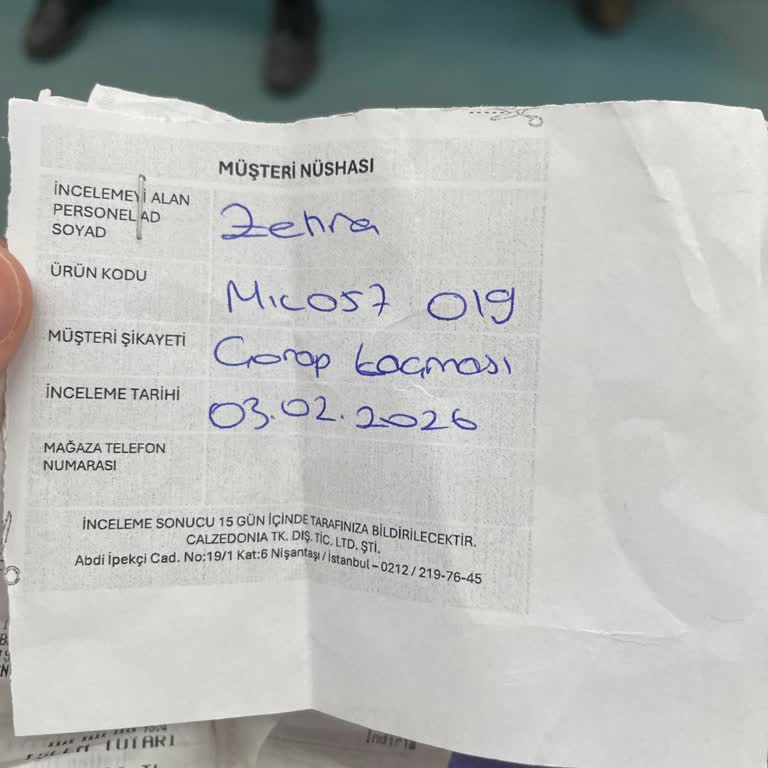 MÜŞTERİ NÜSHASI
İNCELEMEYİ ALAN
PERSONEL AD
SOYAD
Zehra
ÜRÜN KODU
MIC057 019
MÜŞTERİ ŞİKAYETİ
Çorap kaçması
İNCELEME TARİHİ
03.02.2026
MAĞAZA TELEFON
NUMARASI
İNCELEME SONUCU 15 GÜN İÇİNDE TARAFINIZA BİLDİRİLECEKTİR.
CALZEDONIA TK. DIŞ. TİC. LTD. ŞTİ.
Abdi İpekçi Cad. No:19/1 Kat:6 Nişantaşı / İstanbul – 0212 / 219-76-45
TUTARI
İndirim